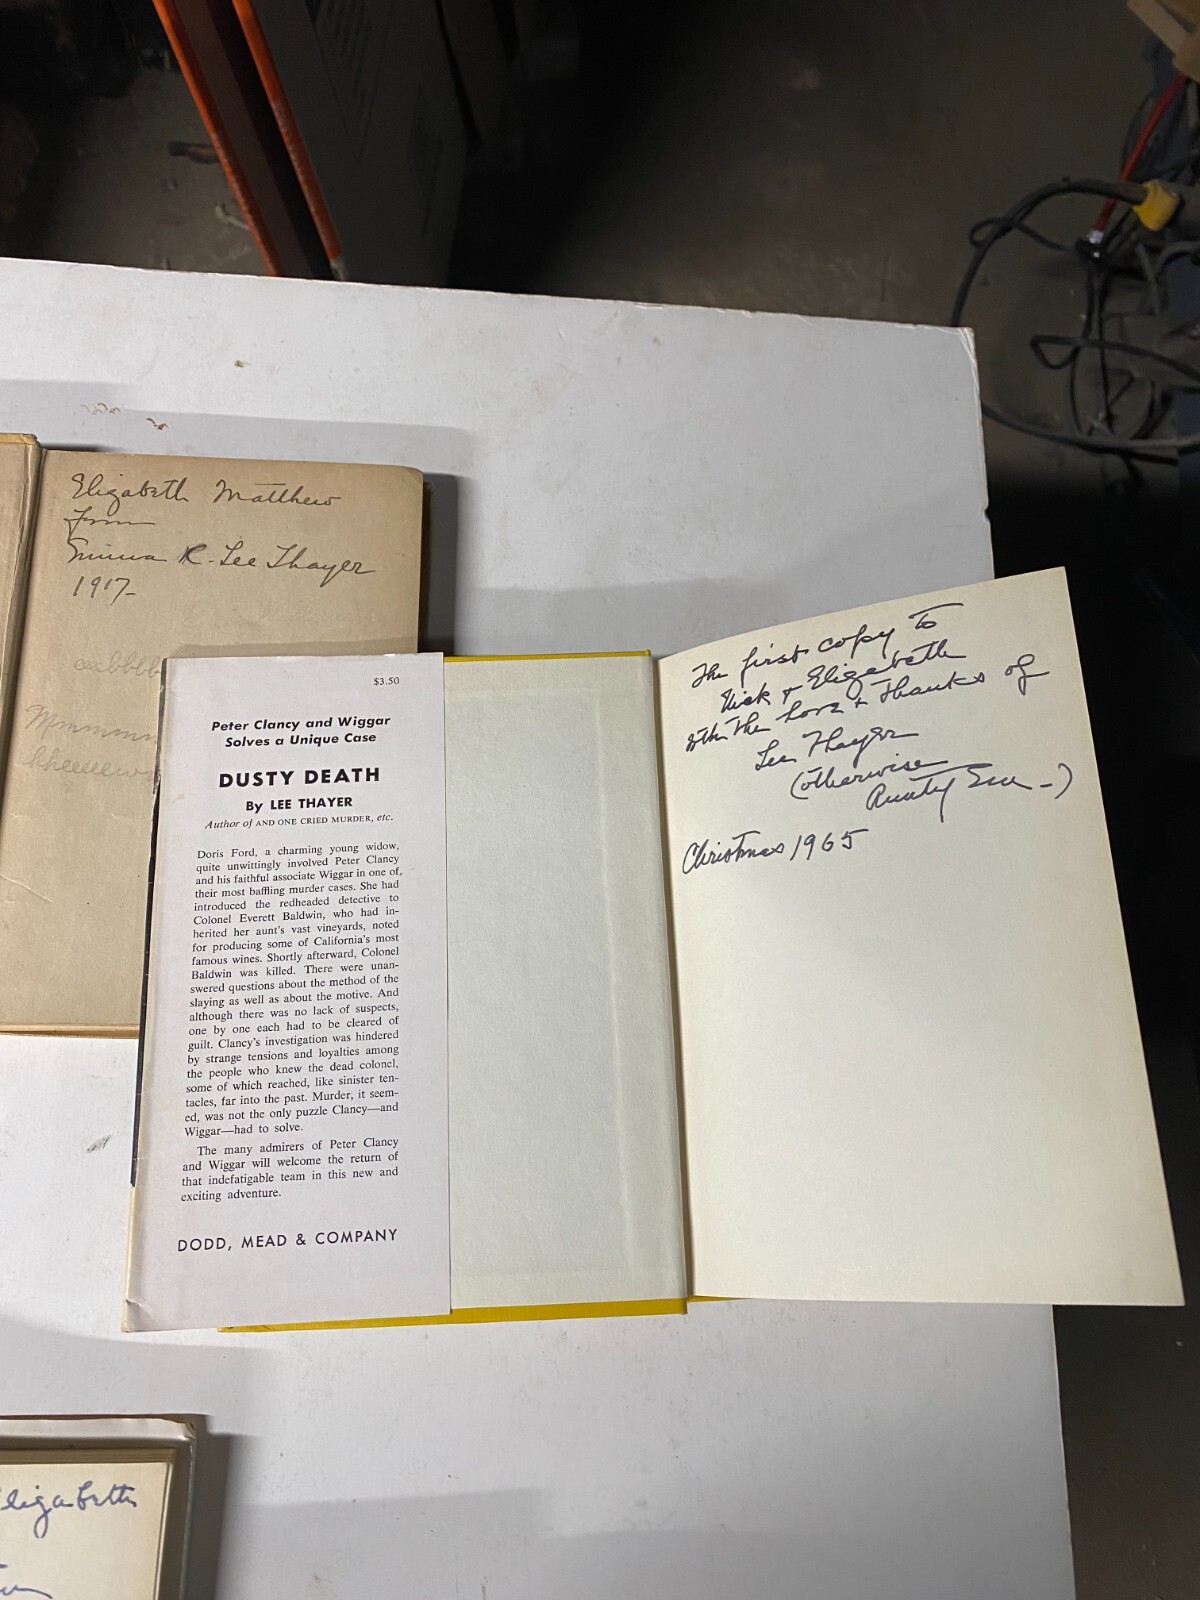 Elizabeth Matthew
from
Emma R. Lee Thayer
1917-
$3.50
Peter Clancy and Wiggar
Solves a Unique Case
DUSTY DEATH
By LEE THAYER
Author of AND ONE CRIED MURDER, etc.
Doris Ford, a charming young widow,
quite unwittingly involved Peter Clancy
and his faithful associate Wiggar in one of
their most baffling murder cases. She had
introduced the redheaded detective to
Colonel Everett Baldwin, who had in-
herited her aunt's vast vineyards, noted
for producing some of California's most
famous wines. Shortly afterward, Colonel
Baldwin was killed. There were unan-
swered questions about the method of the
slaying as well as about the motive. And
although there was no lack of suspects,
one by one each had to be cleared of
guilt. Clancy's investigation was hindered
by strange tensions and loyalties among
the people who knew the dead colonel,
some of which reached, like sinister ten-
tacles, far into the past. Murder, it seem-
ed, was not the only puzzle Clancy—and
Wiggar—had to solve.
The many admirers of Peter Clancy
and Wiggar will welcome the return of
that indefatigable team in this new and
exciting adventure.
DODD, MEAD & COMPANY
The first copy to
Nick & Elizabeth
with the love & thanks of
Lee Thayer
(otherwise
Aunty Em-)
Christmas 1965
Elizabeth